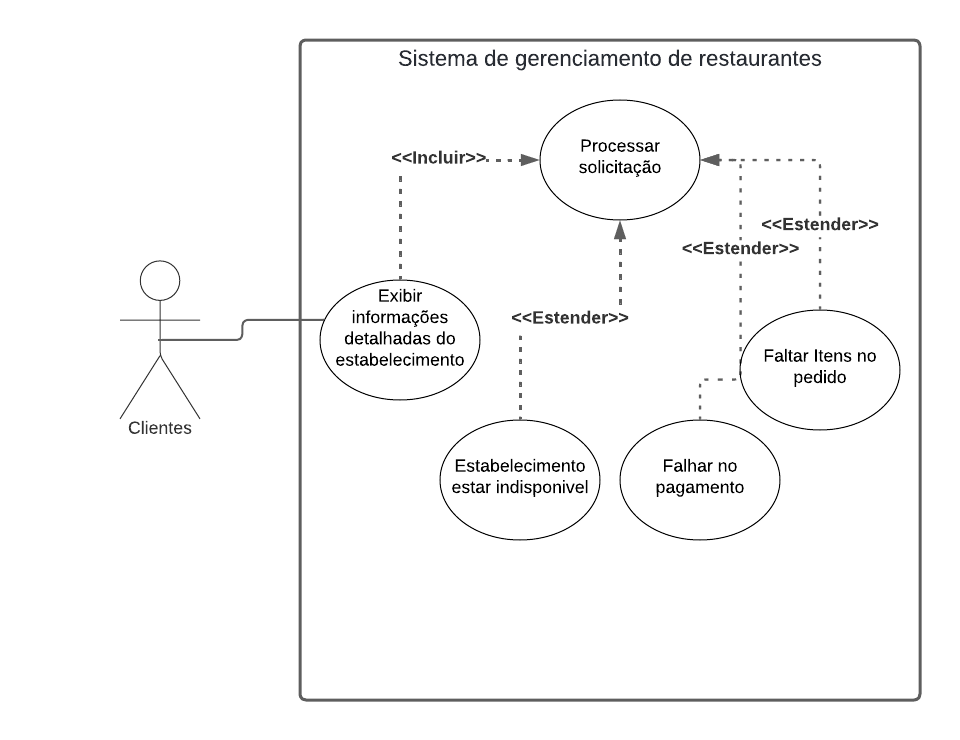 Sistema de gerenciamento de restaurantes
Processar
solicitação
<<Incluir>>
<<Estender>>
<<Estender>>
<<Estender>>
Exibir
informações
detalhadas do
estabelecimento
Faltar Itens no
pedido
Clientes
Estabelecimento
estar indisponivel
Falhar no
pagamento